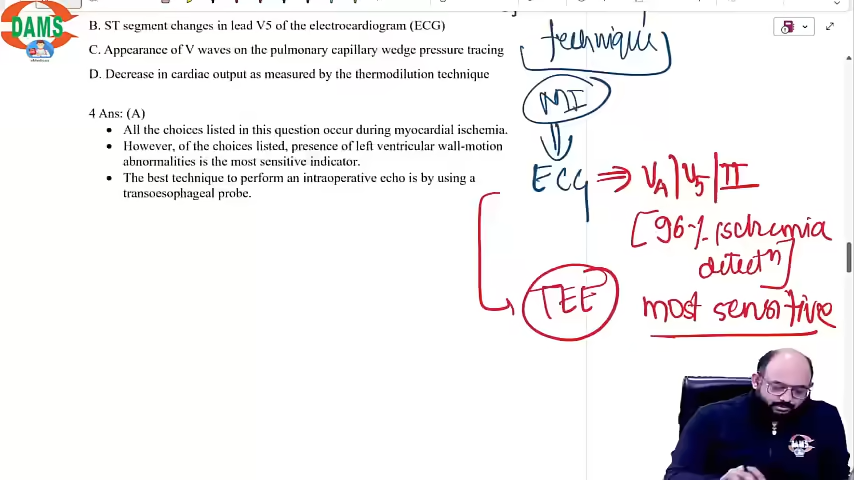 DAMS
B. ST segment changes in lead V5 of the electrocardiogram (ECG)
C. Appearance of V waves on the pulmonary capillary wedge pressure tracing
D. Decrease in cardiac output as measured by the thermodilution technique
4 Ans: (A)
• All the choices listed in this question occur during myocardial ischemia.
• However, of the choices listed, presence of left ventricular wall-motion
abnormalities is the most sensitive indicator.
• The best technique to perform an intraoperative echo is by using a
transoesophageal probe.
technique
MI
ECG ⇒ V4|V5|II
[96% ischemia
detectn]
TEE most sensitive